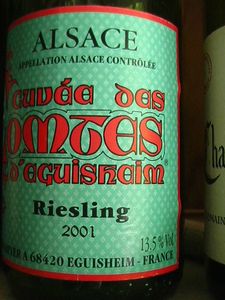 ALSACE
APPELLATION ALSACE CONTRÔLÉE
CUVÉE DES
COMTES
D'EGUISHEIM
Riesling
2001
13.5% Vol.
A 68420 EGUISHEIM - FRANCE